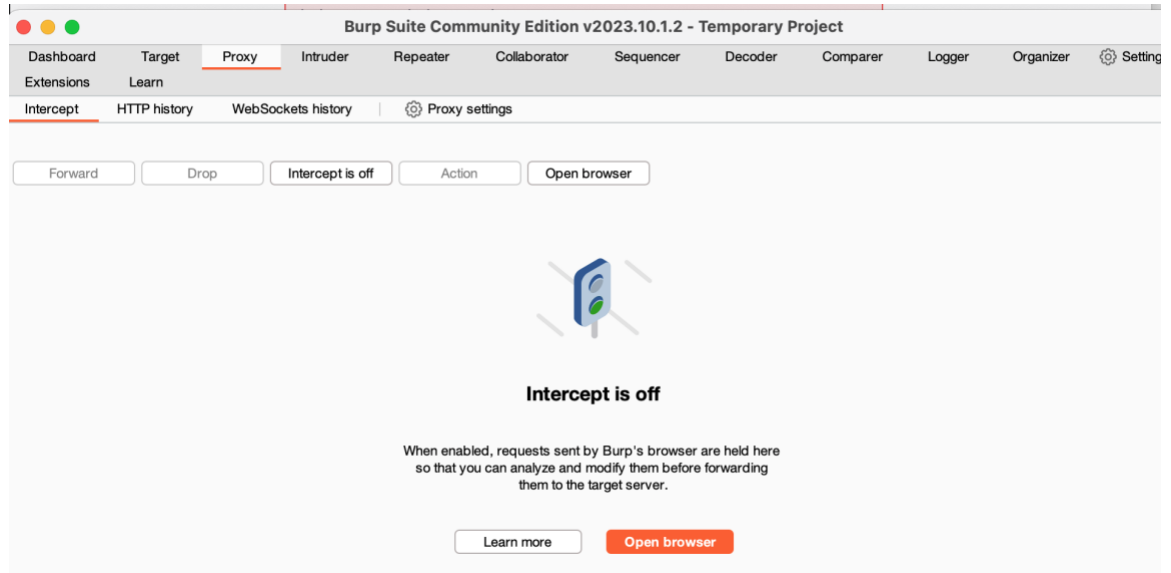 Burp Suite Community Edition v2023.10.1.2 - Temporary Project
Dashboard Target Proxy Intruder Repeater Collaborator Sequencer Decoder Comparer Logger Organizer Setting
Extensions Learn
Intercept HTTP history WebSockets history Proxy settings
Forward Drop Intercept is off Action Open browser
Intercept is off
When enabled, requests sent by Burp's browser are held here
so that you can analyze and modify them before forwarding
them to the target server.
Learn more Open browser